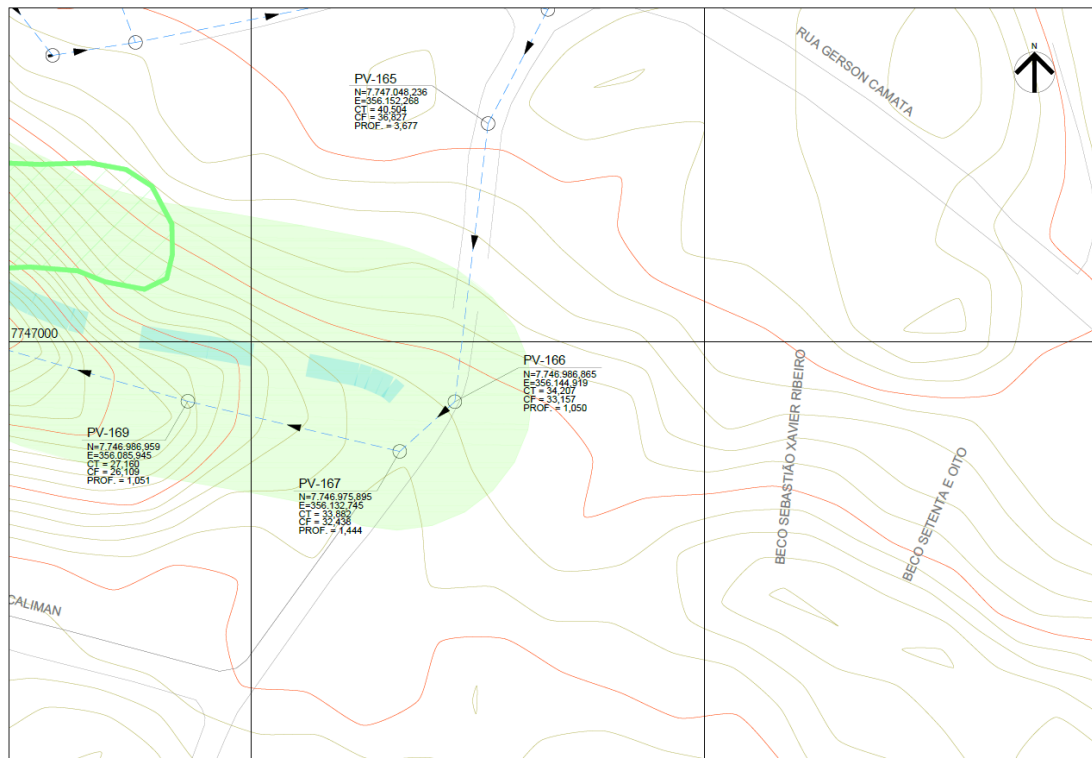 RUA GERSON CAMATA
N
PV-165
N=7.747.048,236
E=356.152,268
CT = 40,504
CF = 36,827
PROF. = 3,677
7747000
PV-166
N=7.746.986,865
E=356.144,919
CT = 34,207
CF = 33,157
PROF. = 1,050
PV-169
N=7.746.986,959
E=356.085,945
CT = 27,160
CF = 26,109
PROF. = 1,051
PV-167
N=7.746.975,895
E=356.132,745
CT = 33,882
CF = 32,438
PROF. = 1,444
BECO SEBASTIÃO XAVIER RIBEIRO
BECO SETENTA E OITO
CALIMAN